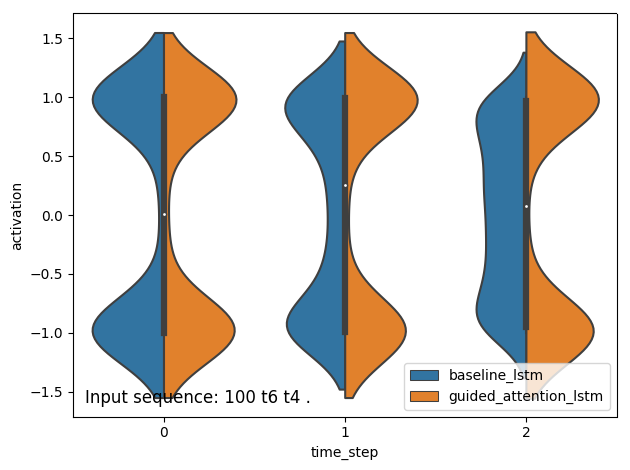 1.5
1.0
0.5
0.0
−0.5
−1.0
−1.5
activation
Input sequence: 100 t6 t4 .
baseline_lstm
guided_attention_lstm
0 1 2
time_step